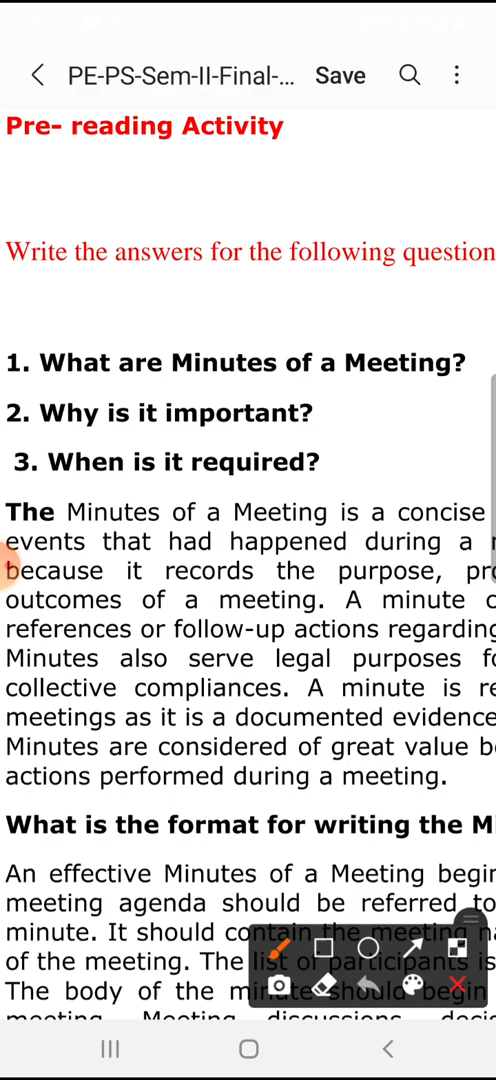 PE-PS-Sem-II-Final-... Save
Pre- reading Activity
Write the answers for the following question
1. What are Minutes of a Meeting?
2. Why is it important?
3. When is it required?
The Minutes of a Meeting is a concise
events that had happened during a
because it records the purpose,
outcomes of a meeting. A minute
references or follow-up actions regarding
Minutes also serve legal purposes
collective compliances. A minute is
meetings as it is a documented evidence
Minutes are considered of great value
actions performed during a meeting.
What is the format for writing the
An effective Minutes of a Meeting
meeting agenda should be referred to
minute. It should contain the meeting
of the meeting. The list of participants is
The body of the minute should begin
meeting. Meeting discussions,